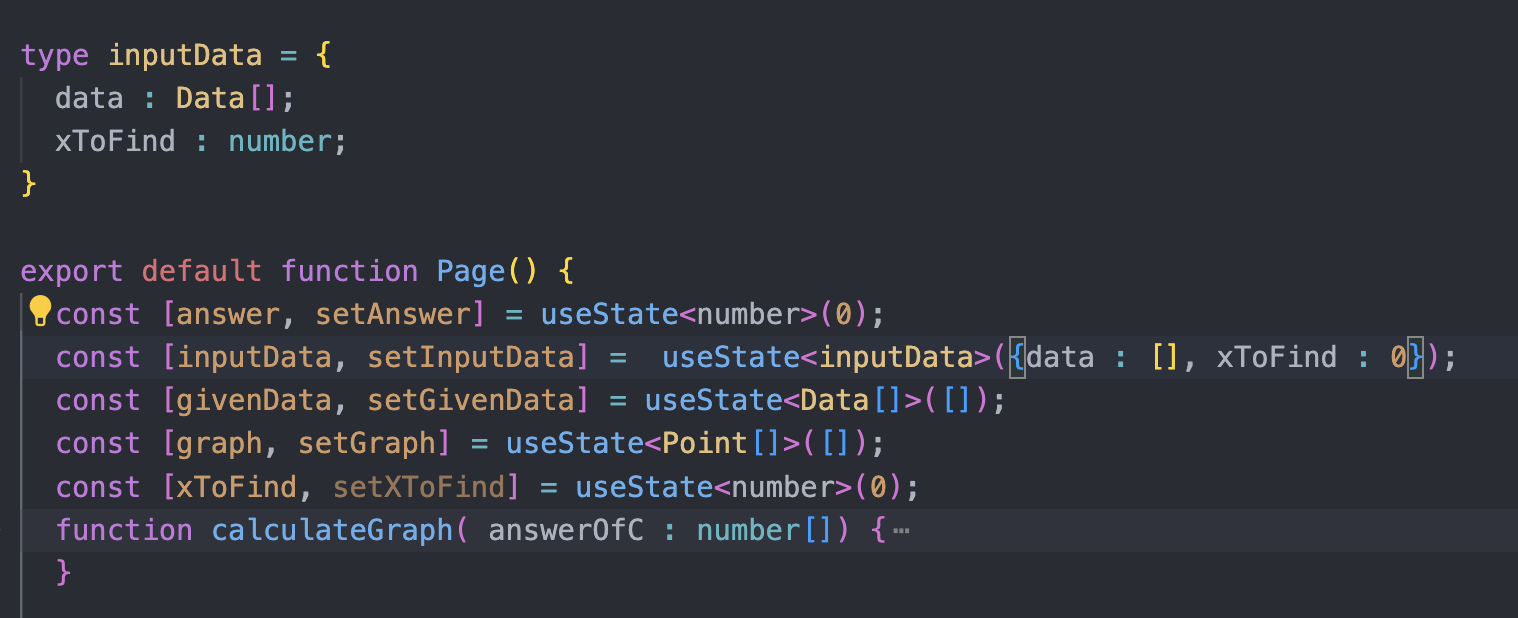 type inputData = {
data : Data[];
xToFind : number;
}
export default function Page() {
const [answer, setAnswer] = useState<number>(0);
const [inputData, setInputData] =  useState<inputData>({data : [], xToFind : 0});
const [givenData, setGivenData] = useState<Data[]>([]);
const [graph, setGraph] = useState<Point[]>([]);
const [xToFind, setXToFind] = useState<number>(0);
function calculateGraph( answerOfC : number[]) {⋯
}